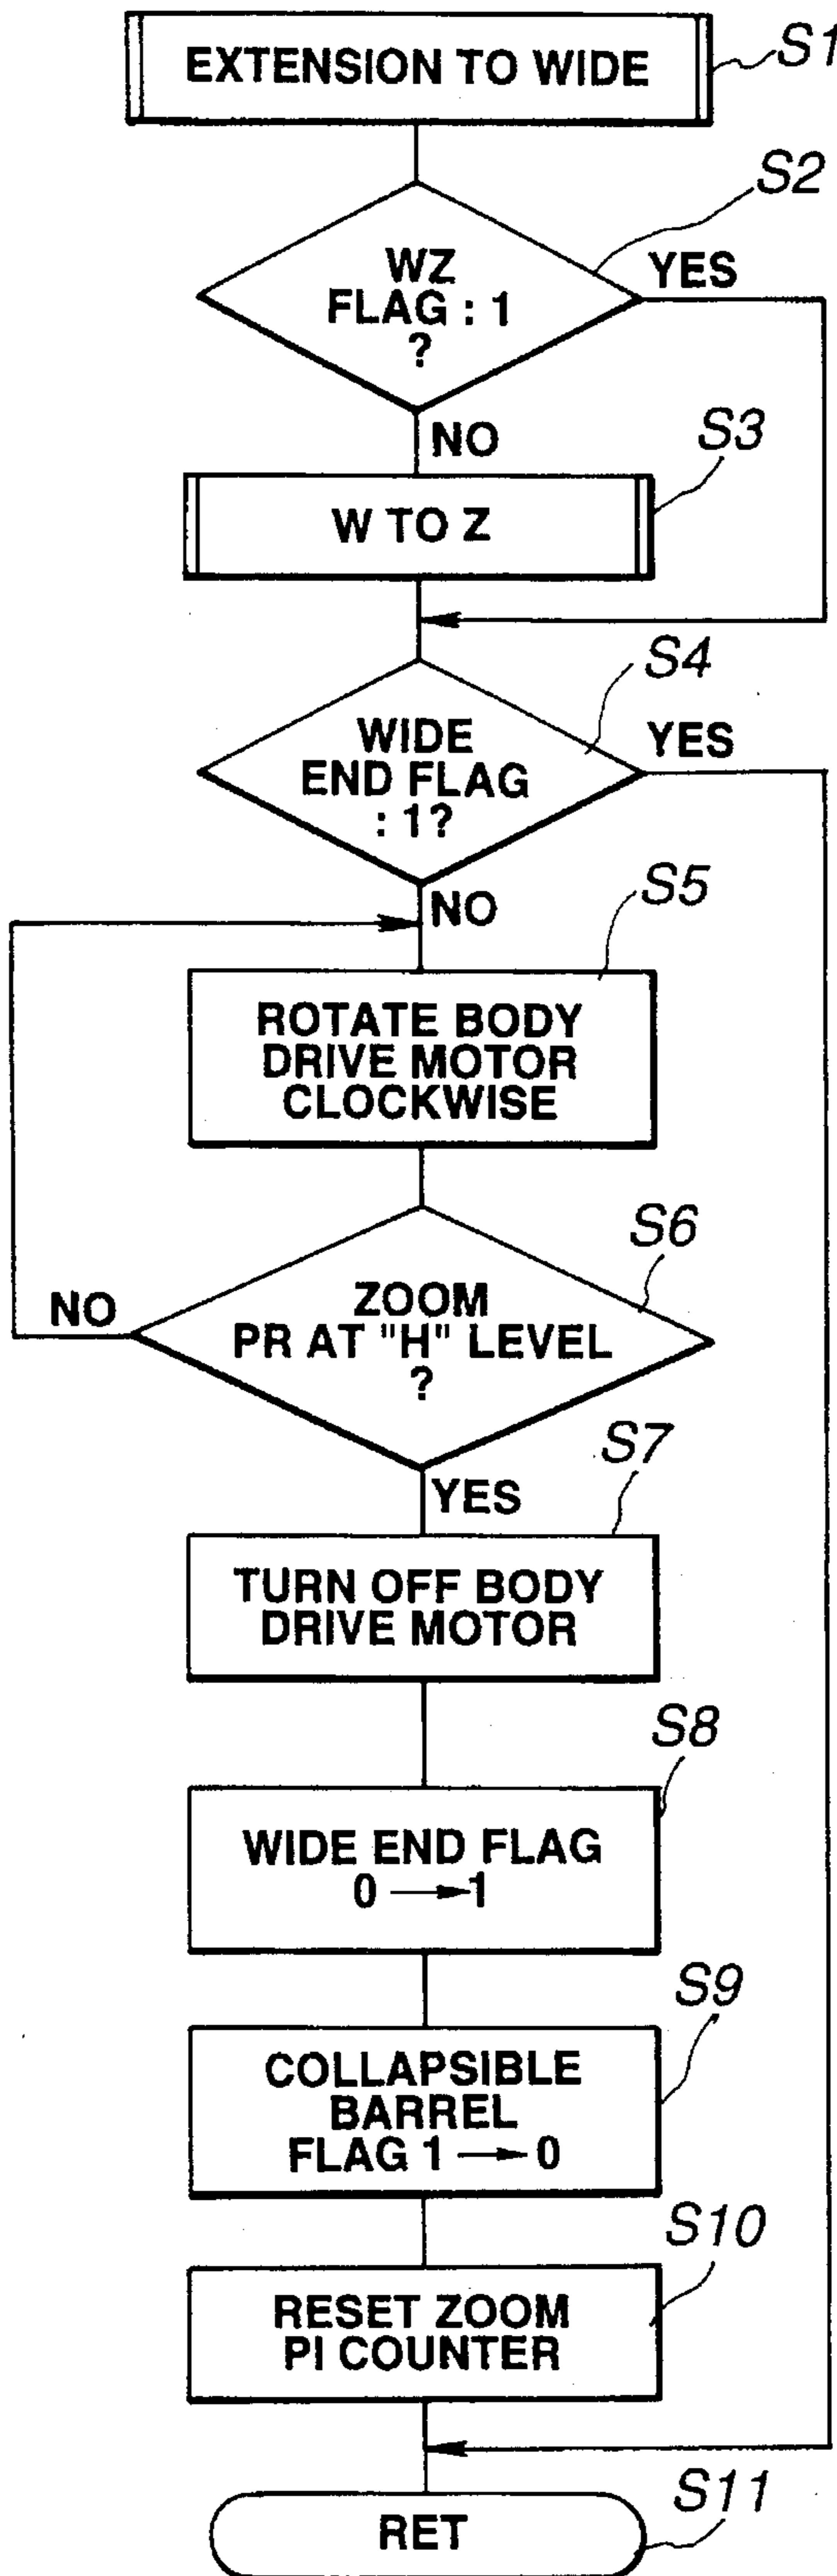 EXTENSION TO WIDE
S1
S2
WZ
FLAG : 1
?
YES
NO
S3
W TO Z
S4
WIDE
END FLAG
: 1?
YES
NO
S5
ROTATE BODY
DRIVE MOTOR
CLOCKWISE
S6
NO
ZOOM
PR AT "H" LEVEL
?
S7
YES
TURN OFF BODY
DRIVE MOTOR
S8
WIDE END FLAG
0 → 1
S9
COLLAPSIBLE
BARREL
FLAG 1 → 0
S10
RESET ZOOM
PI COUNTER
S11
RET